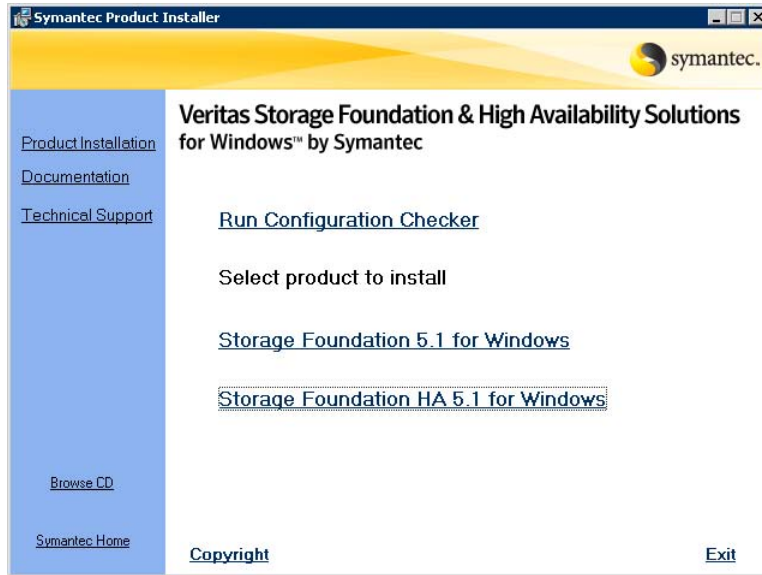 Symantec Product Installer
symantec.
Veritas Storage Foundation & High Availability Solutions
for Windows™ by Symantec
Product Installation
Documentation
Technical Support
Run Configuration Checker
Select product to install
Storage Foundation 5.1 for Windows
Storage Foundation HA 5.1 for Windows
Browse CD
Symantec Home
Copyright
Exit